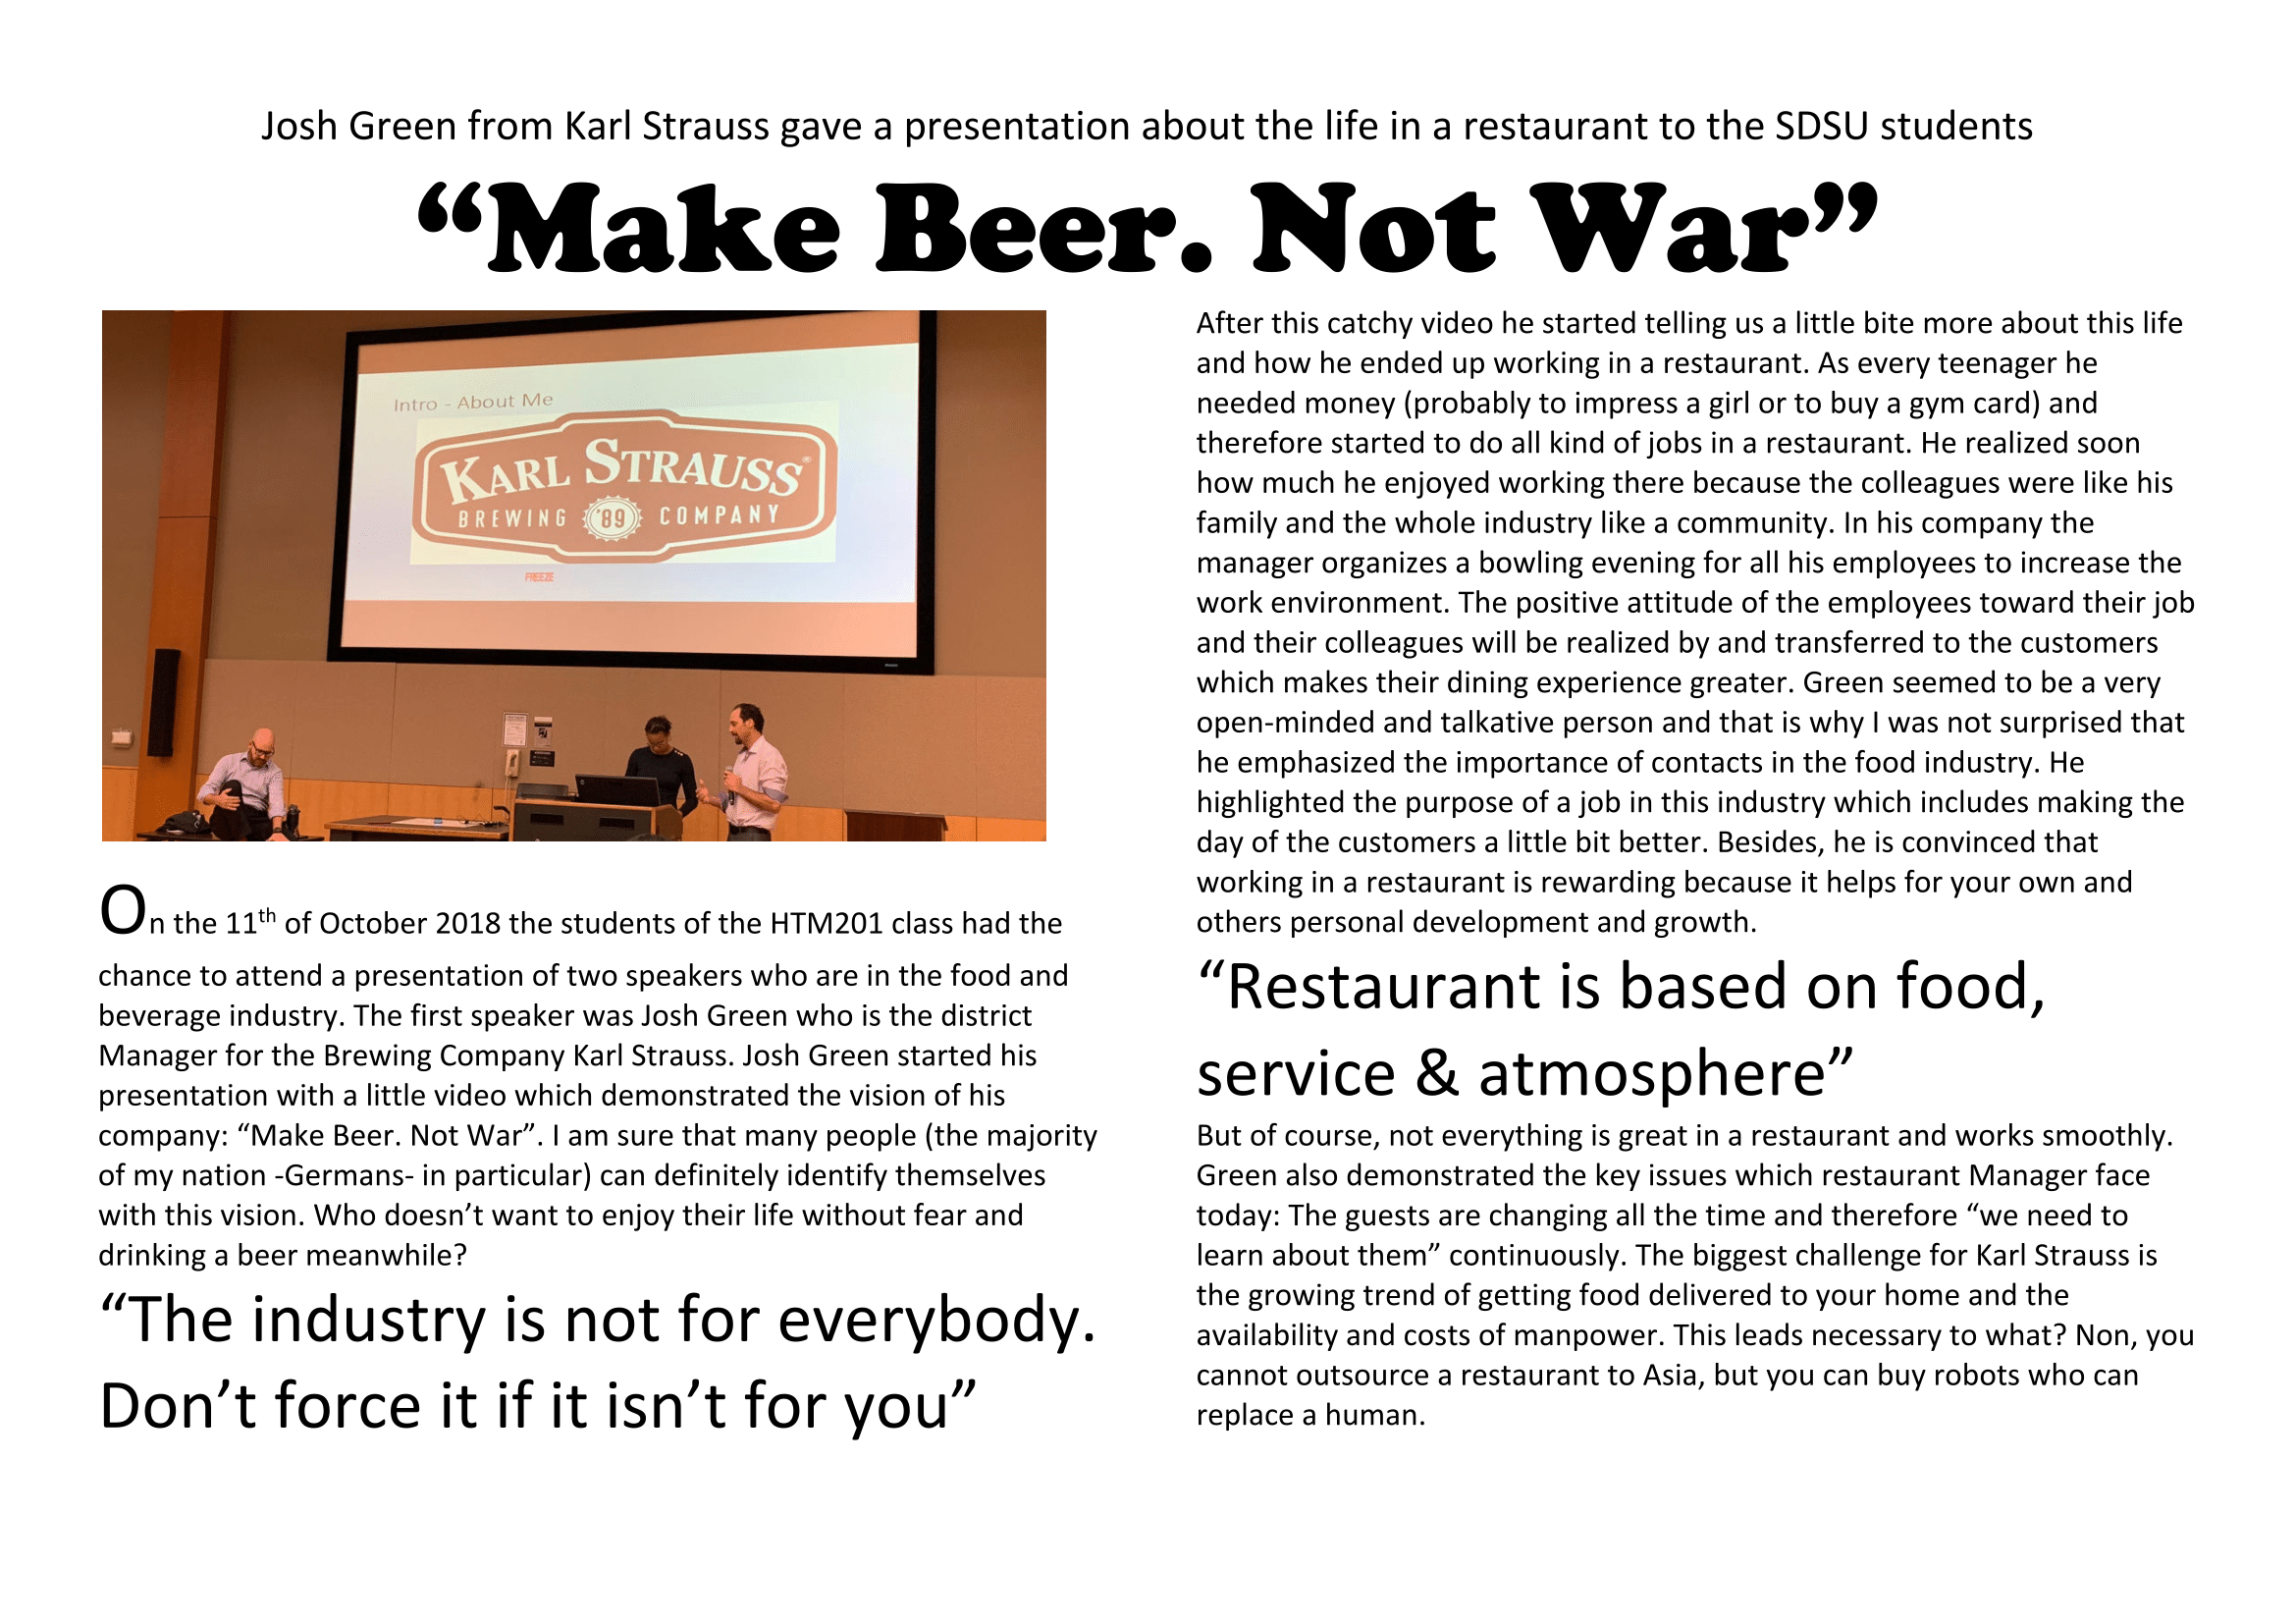 Josh Green from Karl Strauss gave a presentation about the life in a restaurant to the SDSU students
“Make Beer. Not War”
Intro - About Me
KARL STRAUSS®
BREWING '89 COMPANY
FREEZE
On the 11th of October 2018 the students of the HTM201 class had the
chance to attend a presentation of two speakers who are in the food and
beverage industry. The first speaker was Josh Green who is the district
Manager for the Brewing Company Karl Strauss. Josh Green started his
presentation with a little video which demonstrated the vision of his
company: “Make Beer. Not War”. I am sure that many people (the majority
of my nation -Germans- in particular) can definitely identify themselves
with this vision. Who doesn’t want to enjoy their life without fear and
drinking a beer meanwhile?
“The industry is not for everybody.
Don’t force it if it isn’t for you”
After this catchy video he started telling us a little bite more about this life
and how he ended up working in a restaurant. As every teenager he
needed money (probably to impress a girl or to buy a gym card) and
therefore started to do all kind of jobs in a restaurant. He realized soon
how much he enjoyed working there because the colleagues were like his
family and the whole industry like a community. In his company the
manager organizes a bowling evening for all his employees to increase the
work environment. The positive attitude of the employees toward their job
and their colleagues will be realized by and transferred to the customers
which makes their dining experience greater. Green seemed to be a very
open-minded and talkative person and that is why I was not surprised that
he emphasized the importance of contacts in the food industry. He
highlighted the purpose of a job in this industry which includes making the
day of the customers a little bit better. Besides, he is convinced that
working in a restaurant is rewarding because it helps for your own and
others personal development and growth.
“Restaurant is based on food,
service & atmosphere”
But of course, not everything is great in a restaurant and works smoothly.
Green also demonstrated the key issues which restaurant Manager face
today: The guests are changing all the time and therefore “we need to
learn about them” continuously. The biggest challenge for Karl Strauss is
the growing trend of getting food delivered to your home and the
availability and costs of manpower. This leads necessary to what? Non, you
cannot outsource a restaurant to Asia, but you can buy robots who can
replace a human.